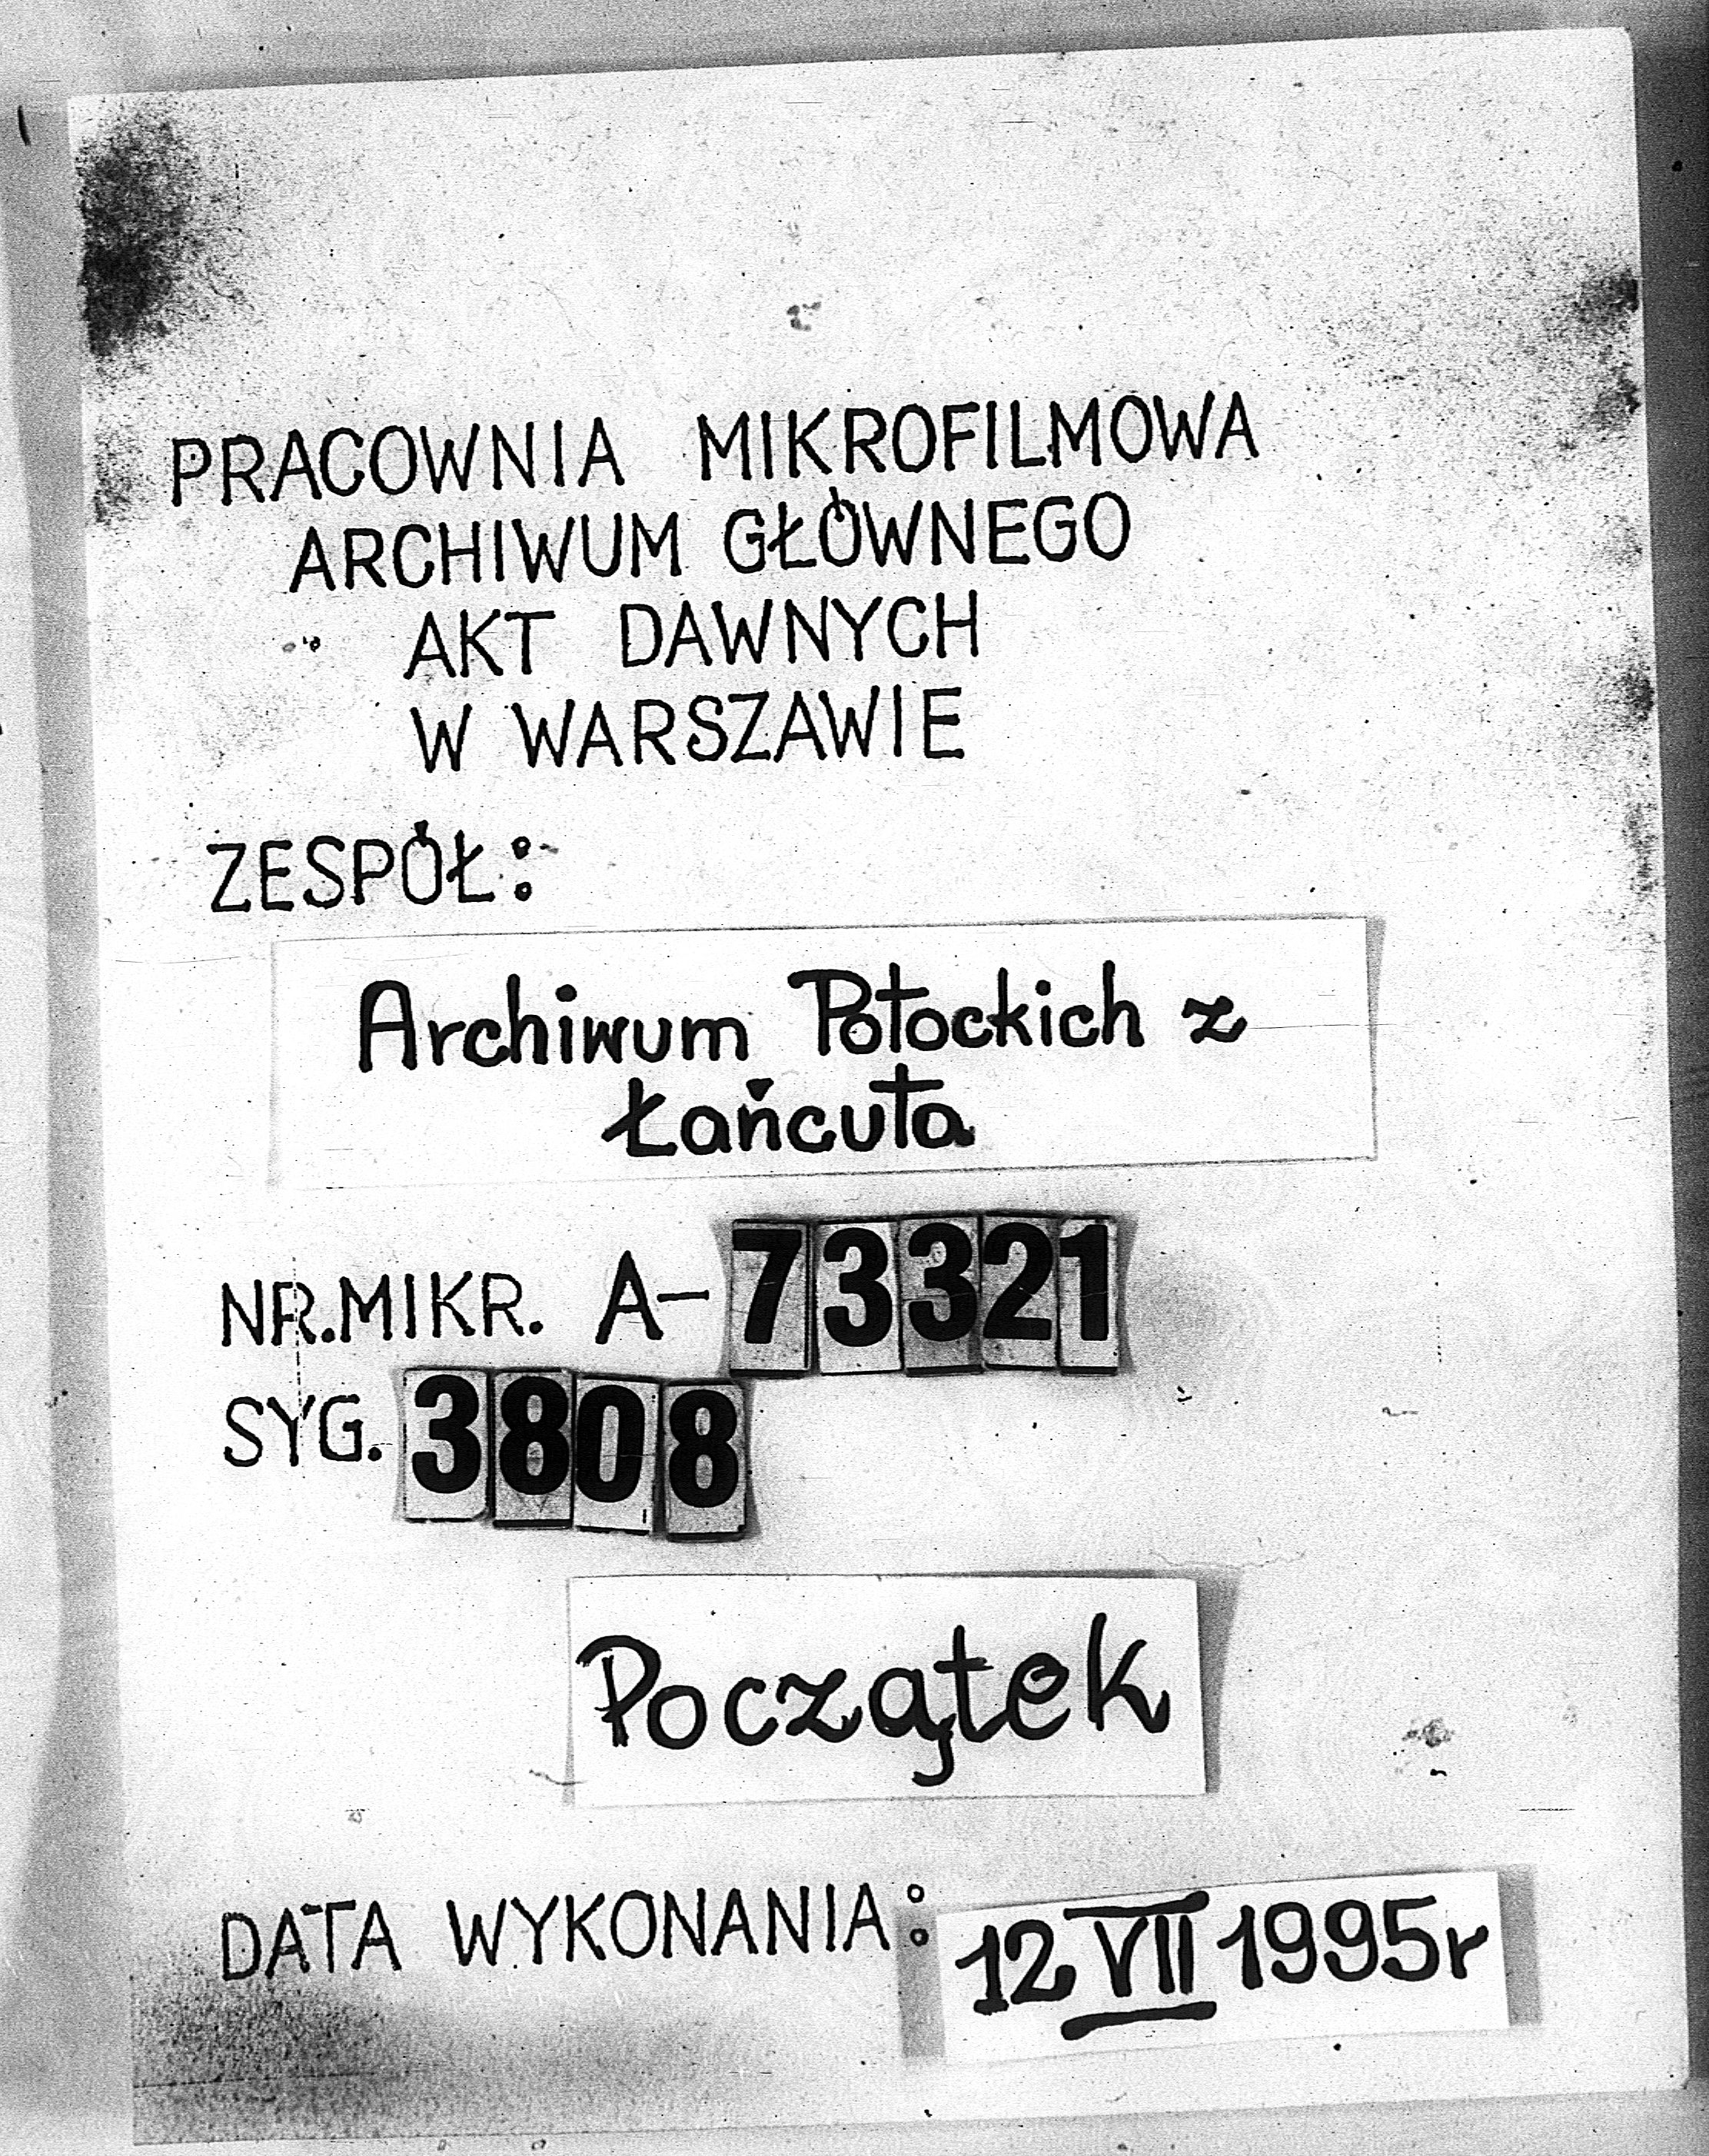 PRACOWNIA MIKROFILMOWA
ARCHIWUM GŁÓWNEGO
AKT DAWNYCH
W WARSZAWIE
ZESPÓŁ:
Archiwum Potockich z
Łańcuta
NR.MIKR. A-73321
SYG. 3808
Początek
DATA WYKONANIA: 12 VII 1995r